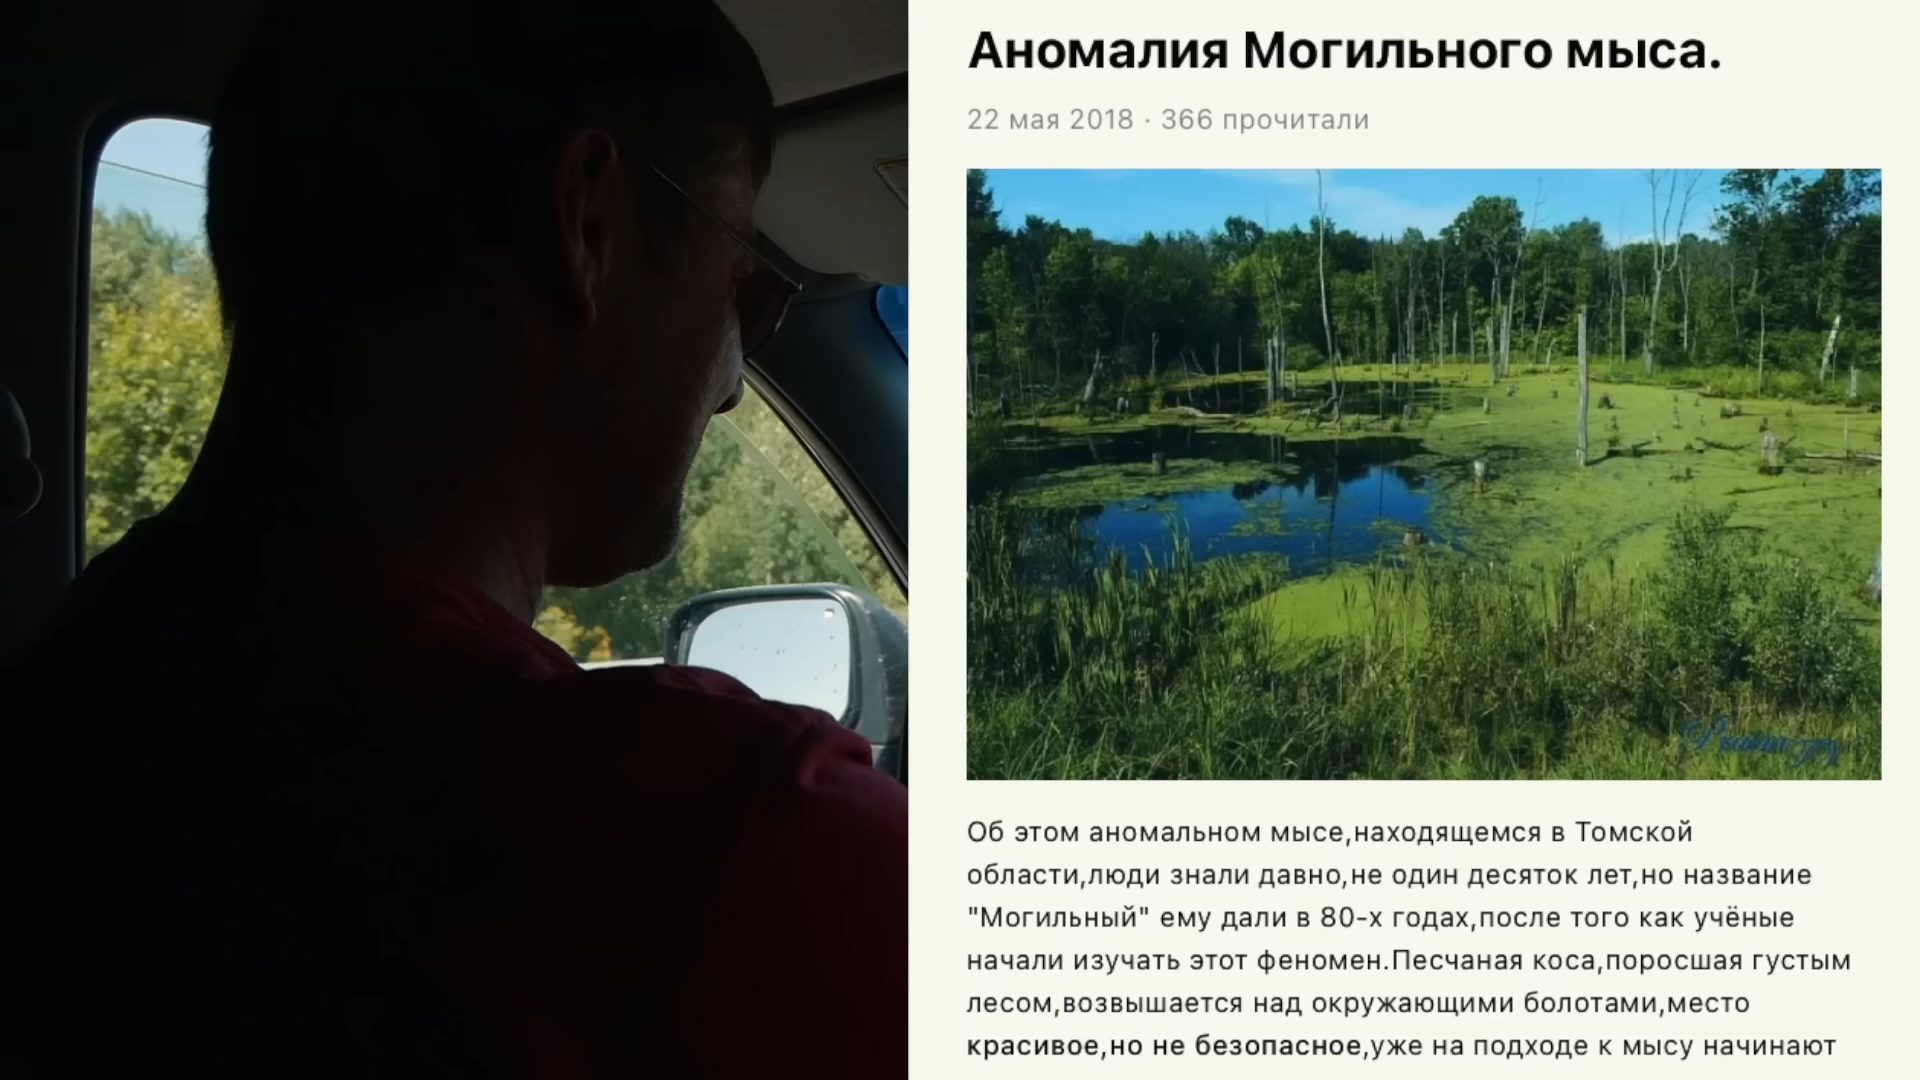 Аномалия Могильного мыса.
22 мая 2018 · 366 прочитали
Об этом аномальном мысе,находящемся в Томской
области,люди знали давно,не один десяток лет,но название
"Могильный" ему дали в 80-х годах,после того как учёные
начали изучать этот феномен.Песчаная коса,поросшая густым
лесом,возвышается над окружающими болотами,место
красивое,но не безопасное,уже на подходе к мысу начинают